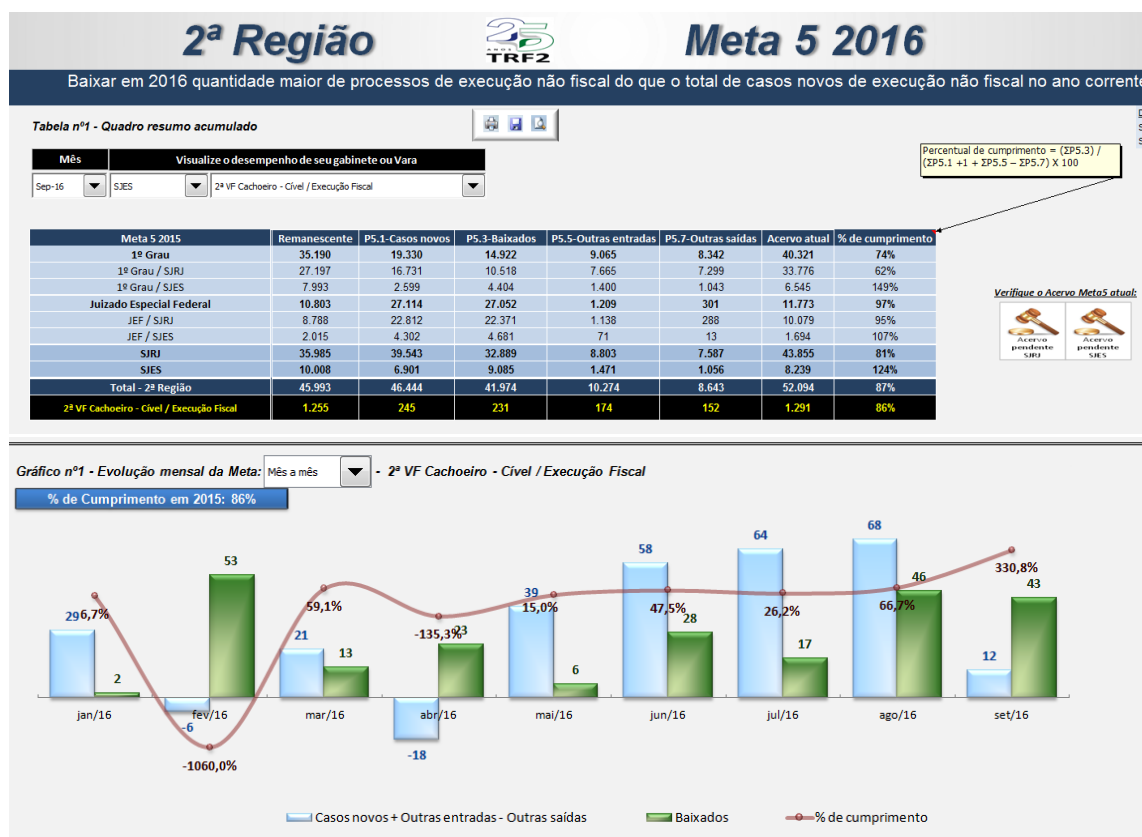 2ª Região
25
ANOS
TRF2
Meta 5 2016
Baixar em 2016 quantidade maior de processos de execução não fiscal do que o total de casos novos de execução não fiscal no ano corrente
Tabela nº1 - Quadro resumo acumulado
Percentual de cumprimento = (ΣP5.3) /
(ΣP5.1 +1 + ΣP5.5 – ΣP5.7) X 100
Mês Visualize o desempenho de seu gabinete ou Vara
Sep-16 SJES 2ª VF Cachoeiro - Cível / Execução Fiscal
Meta 5 2015 Remanescente P5.1-Casos novos P5.3-Baixados P5.5-Outras entradas P5.7-Outras saídas Acervo atual % de cumprimento
1º Grau 35.190 19.330 14.922 9.065 8.342 40.321 74%
1º Grau / SJRJ 27.197 16.731 10.518 7.665 7.299 33.776 62%
1º Grau / SJES 7.993 2.599 4.404 1.400 1.043 6.545 149%
Juizado Especial Federal 10.803 27.114 27.052 1.209 301 11.773 97%
JEF / SJRJ 8.788 22.812 22.371 1.138 288 10.079 95%
JEF / SJES 2.015 4.302 4.681 71 13 1.694 107%
SJRJ 35.985 39.543 32.889 8.803 7.587 43.855 81%
SJES 10.008 6.901 9.085 1.471 1.056 8.239 124%
Total - 2ª Região 45.993 46.444 41.974 10.274 8.643 52.094 87%
2ª VF Cachoeiro - Cível / Execução Fiscal 1.255 245 231 174 152 1.291 86%
Verifique o Acervo Meta5 atual:
Acervo pendente SJRJ
Acervo pendente SJES
Gráfico nº1 - Evolução mensal da Meta: Mês a mês - 2ª VF Cachoeiro - Cível / Execução Fiscal
% de Cumprimento em 2015: 86%
29 -6 21 -18 39 58 64 68 12
2 53 13 23 6 28 17 46 43
6,7% -1060,0% 59,1% -135,3% 15,0% 47,5% 26,2% 66,7% 330,8%
jan/16 fev/16 mar/16 abr/16 mai/16 jun/16 jul/16 ago/16 set/16
Casos novos + Outras entradas - Outras saídas Baixados % de cumprimento